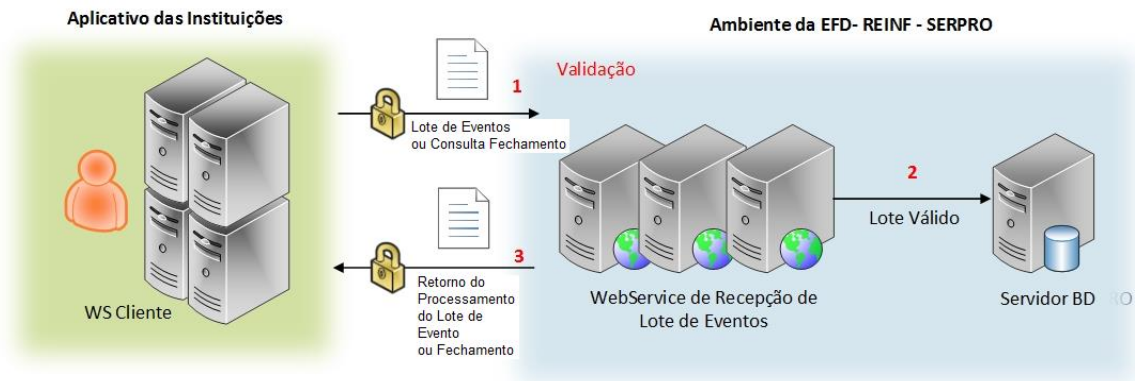 Aplicativo das Instituições
Ambiente da EFD- REINF - SERPRO
Validação
1
Lote de Eventos
ou Consulta Fechamento
2
Lote Válido
3
Retorno do
Processamento
do Lote de
Evento
ou Fechamento
WS Cliente
WebService de Recepção de
Lote de Eventos
Servidor BD
RO